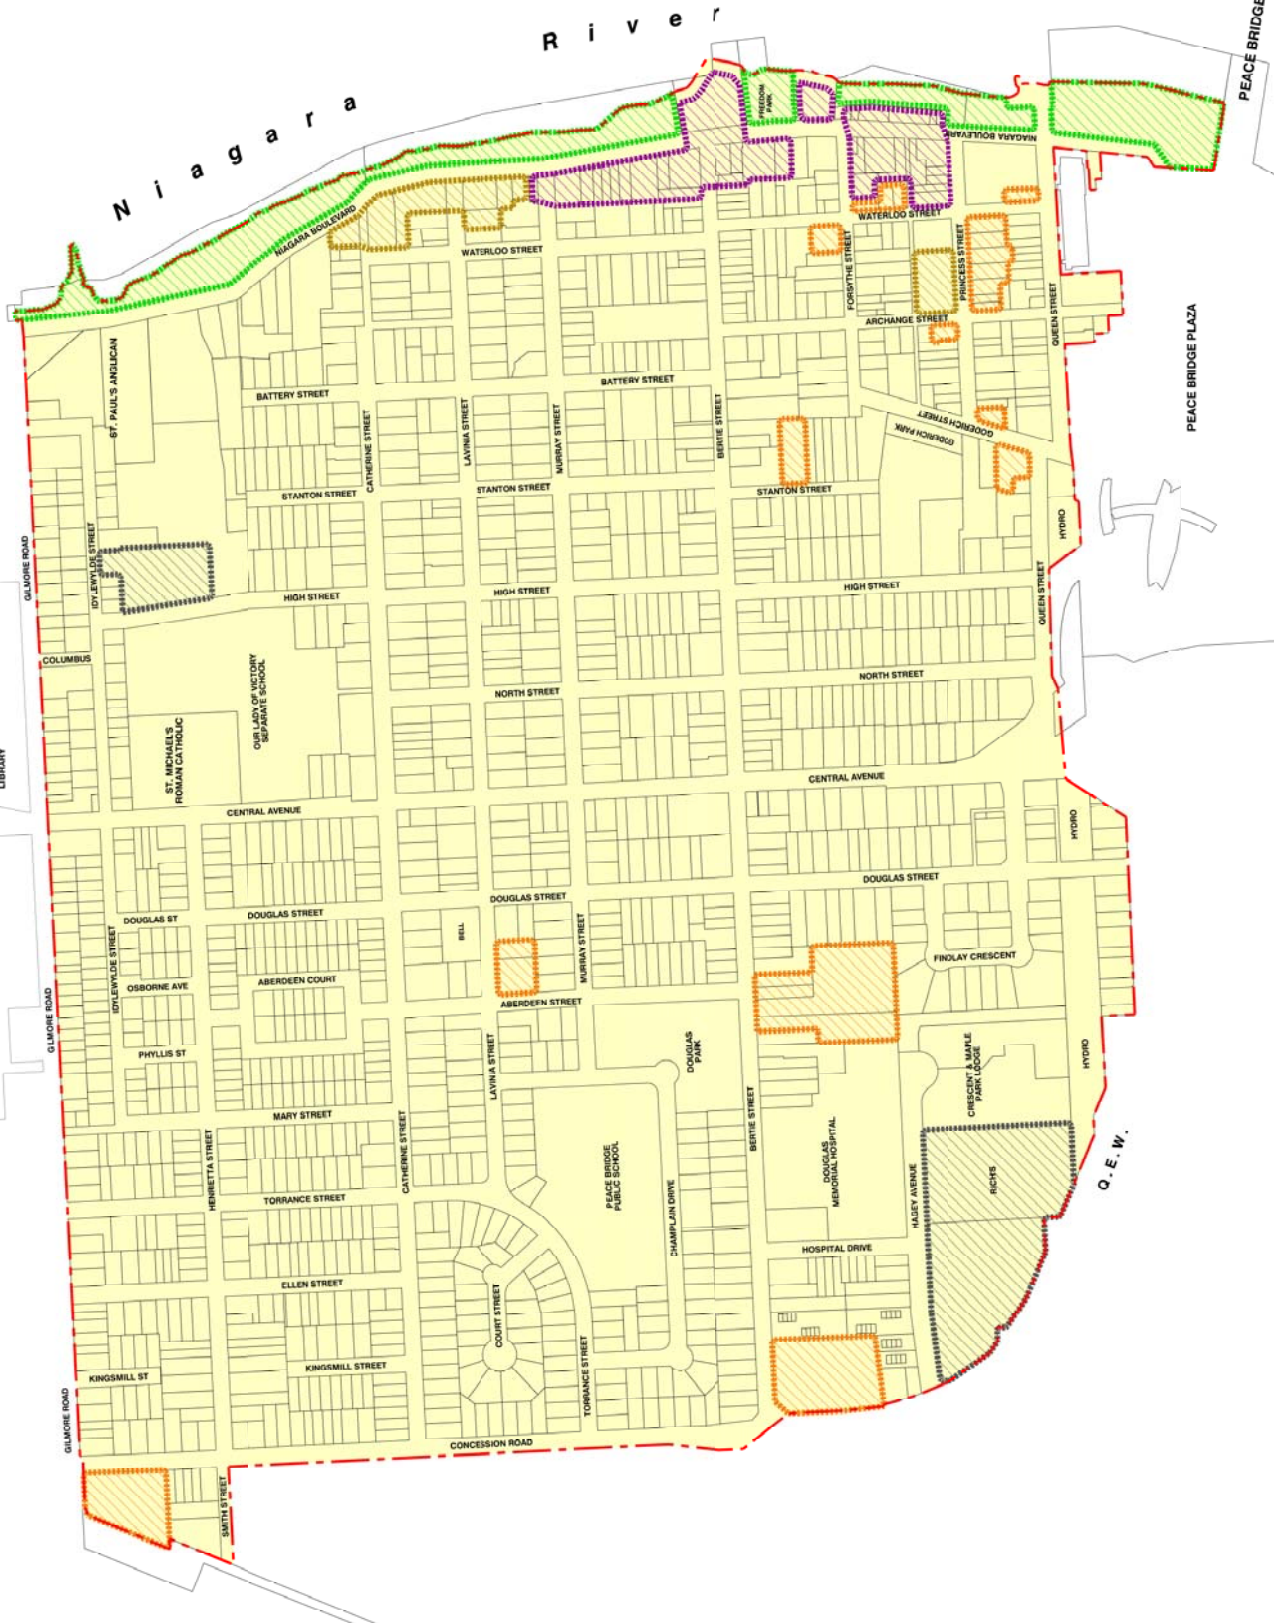 Niagara River
PEACE BRIDGE
FREEDOM
PARK
NIAGARA BOULEVARD
NIAGARA BOULEVARD
WATERLOO STREET
WATERLOO STREET
FORSYTHE STREET
PRINCESS STREET
QUEEN STREET
ARCHANGE STREET
PEACE BRIDGE PLAZA
ST. PAUL'S ANGLICAN
BATTERY STREET
BATTERY STREET
CATHERINE STREET
LAVINIA STREET
MURRAY STREET
BERTIE STREET
GODERICH STREET
GODERICH PARK
STANTON STREET
STANTON STREET
STANTON STREET
HYDRO
GILMORE ROAD
IDYLEWYLDE STREET
HIGH STREET
HIGH STREET
HIGH STREET
QUEEN STREET
COLUMBUS
OUR LADY OF VICTORY
SEPARATE SCHOOL
ST. MICHAEL'S
ROMAN CATHOLIC
NORTH STREET
NORTH STREET
LIBRARY
CENTRAL AVENUE
CENTRAL AVENUE
HYDRO
DOUGLAS STREET
DOUGLAS STREET
DOUGLAS STREET
DOUGLAS ST
BELL
MURRAY STREET
IDYLEWYLDE STREET
ABERDEEN COURT
OSBORNE AVE
FINDLAY CRESCENT
ABERDEEN STREET
GILMORE ROAD
PHYLLIS ST
LAVINIA STREET
DOUGLAS
PARK
CRESCENT & MAPLE
PARK LODGE
HYDRO
MARY STREET
CATHERINE STREET
BERTIE STREET
HENRIETTA STREET
PEACE BRIDGE
PUBLIC SCHOOL
DOUGLAS
MEMORIAL HOSPITAL
HAGEY AVENUE
RICH'S
Q.E.W.
TORRANCE STREET
CHAMPLAIN DRIVE
HOSPITAL DRIVE
ELLEN STREET
COURT STREET
KINGSMILL STREET
KINGSMILL ST
TORRANCE STREET
GILMORE ROAD
CONCESSION ROAD
SMITH STREET